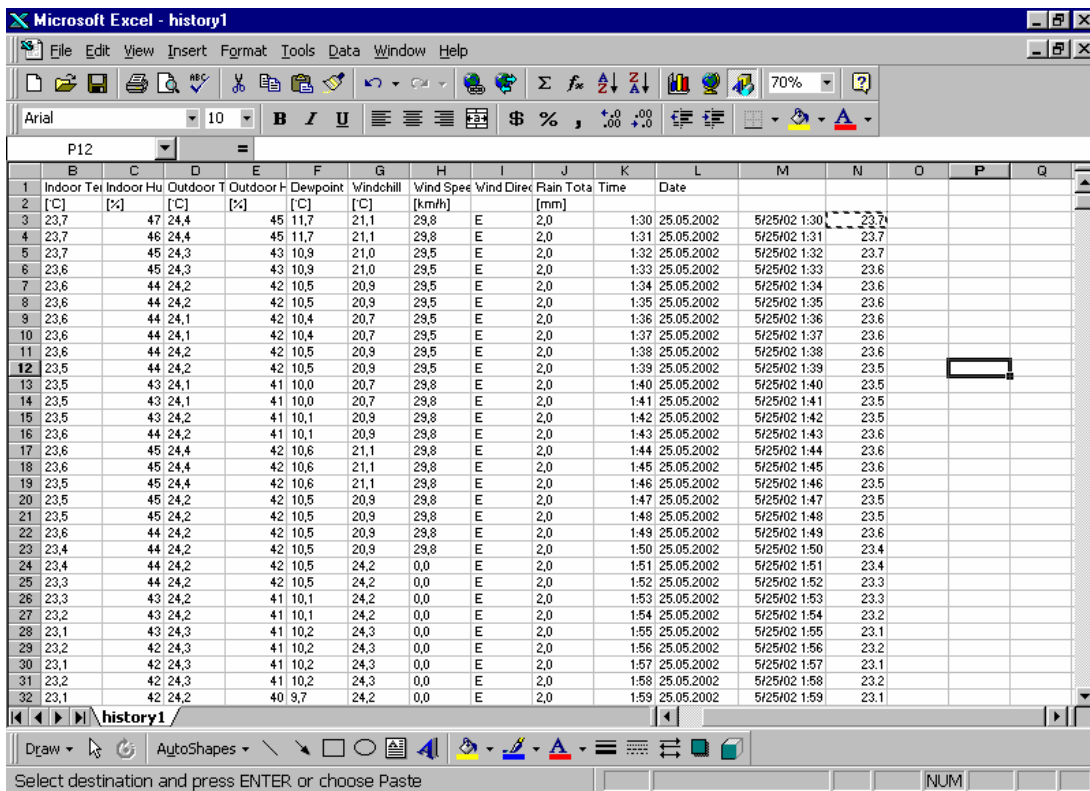 Microsoft Excel - history1
File Edit View Insert Format Tools Data Window Help
ABC Σ fx A Z Z A 70% ?
Arial 10 B I U $ % , +.0 .00 .00 +.0 A
P12 =
B C D E F G H I J K L M N O P Q
1 Indoor Ter Indoor Hu Outdoor T Outdoor H Dewpoint Windchill Wind Spee Wind Direc Rain Tota Time Date
2 [°C] [%] [°C] [%] [°C] [°C] [km/h] [mm]
3 23,7 47 24,4 45 11,7 21,1 29,8 E 2,0 1:30 25.05.2002 5/25/02 1:30 23.7
4 23,7 46 24,4 45 11,7 21,1 29,8 E 2,0 1:31 25.05.2002 5/25/02 1:31 23.7
5 23,7 45 24,3 43 10,9 21,0 29,5 E 2,0 1:32 25.05.2002 5/25/02 1:32 23.7
6 23,6 45 24,3 43 10,9 21,0 29,5 E 2,0 1:33 25.05.2002 5/25/02 1:33 23.6
7 23,6 44 24,2 42 10,5 20,9 29,5 E 2,0 1:34 25.05.2002 5/25/02 1:34 23.6
8 23,6 44 24,2 42 10,5 20,9 29,5 E 2,0 1:35 25.05.2002 5/25/02 1:35 23.6
9 23,6 44 24,1 42 10,4 20,7 29,5 E 2,0 1:36 25.05.2002 5/25/02 1:36 23.6
10 23,6 44 24,1 42 10,4 20,7 29,5 E 2,0 1:37 25.05.2002 5/25/02 1:37 23.6
11 23,6 44 24,2 42 10,5 20,9 29,5 E 2,0 1:38 25.05.2002 5/25/02 1:38 23.6
12 23,5 44 24,2 42 10,5 20,9 29,5 E 2,0 1:39 25.05.2002 5/25/02 1:39 23.5
13 23,5 43 24,1 41 10,0 20,7 29,8 E 2,0 1:40 25.05.2002 5/25/02 1:40 23.5
14 23,5 43 24,1 41 10,0 20,7 29,8 E 2,0 1:41 25.05.2002 5/25/02 1:41 23.5
15 23,5 43 24,2 41 10,1 20,9 29,8 E 2,0 1:42 25.05.2002 5/25/02 1:42 23.5
16 23,6 44 24,2 41 10,1 20,9 29,8 E 2,0 1:43 25.05.2002 5/25/02 1:43 23.6
17 23,6 45 24,4 42 10,6 21,1 29,8 E 2,0 1:44 25.05.2002 5/25/02 1:44 23.6
18 23,6 45 24,4 42 10,6 21,1 29,8 E 2,0 1:45 25.05.2002 5/25/02 1:45 23.6
19 23,5 45 24,4 42 10,6 21,1 29,8 E 2,0 1:46 25.05.2002 5/25/02 1:46 23.5
20 23,5 45 24,2 42 10,5 20,9 29,8 E 2,0 1:47 25.05.2002 5/25/02 1:47 23.5
21 23,5 45 24,2 42 10,5 20,9 29,8 E 2,0 1:48 25.05.2002 5/25/02 1:48 23.5
22 23,6 44 24,2 42 10,5 20,9 29,8 E 2,0 1:49 25.05.2002 5/25/02 1:49 23.6
23 23,4 44 24,2 42 10,5 20,9 29,8 E 2,0 1:50 25.05.2002 5/25/02 1:50 23.4
24 23,4 44 24,2 42 10,5 24,2 0,0 E 2,0 1:51 25.05.2002 5/25/02 1:51 23.4
25 23,3 44 24,2 42 10,5 24,2 0,0 E 2,0 1:52 25.05.2002 5/25/02 1:52 23.3
26 23,3 43 24,2 41 10,1 24,2 0,0 E 2,0 1:53 25.05.2002 5/25/02 1:53 23.3
27 23,2 43 24,2 41 10,1 24,2 0,0 E 2,0 1:54 25.05.2002 5/25/02 1:54 23.2
28 23,1 43 24,3 41 10,2 24,3 0,0 E 2,0 1:55 25.05.2002 5/25/02 1:55 23.1
29 23,2 42 24,3 41 10,2 24,3 0,0 E 2,0 1:56 25.05.2002 5/25/02 1:56 23.2
30 23,1 42 24,3 41 10,2 24,3 0,0 E 2,0 1:57 25.05.2002 5/25/02 1:57 23.1
31 23,2 42 24,3 41 10,2 24,3 0,0 E 2,0 1:58 25.05.2002 5/25/02 1:58 23.2
32 23,1 42 24,2 40 9,7 24,2 0,0 E 2,0 1:59 25.05.2002 5/25/02 1:59 23.1
history1
Draw AutoShapes A A
Select destination and press ENTER or choose Paste NUM